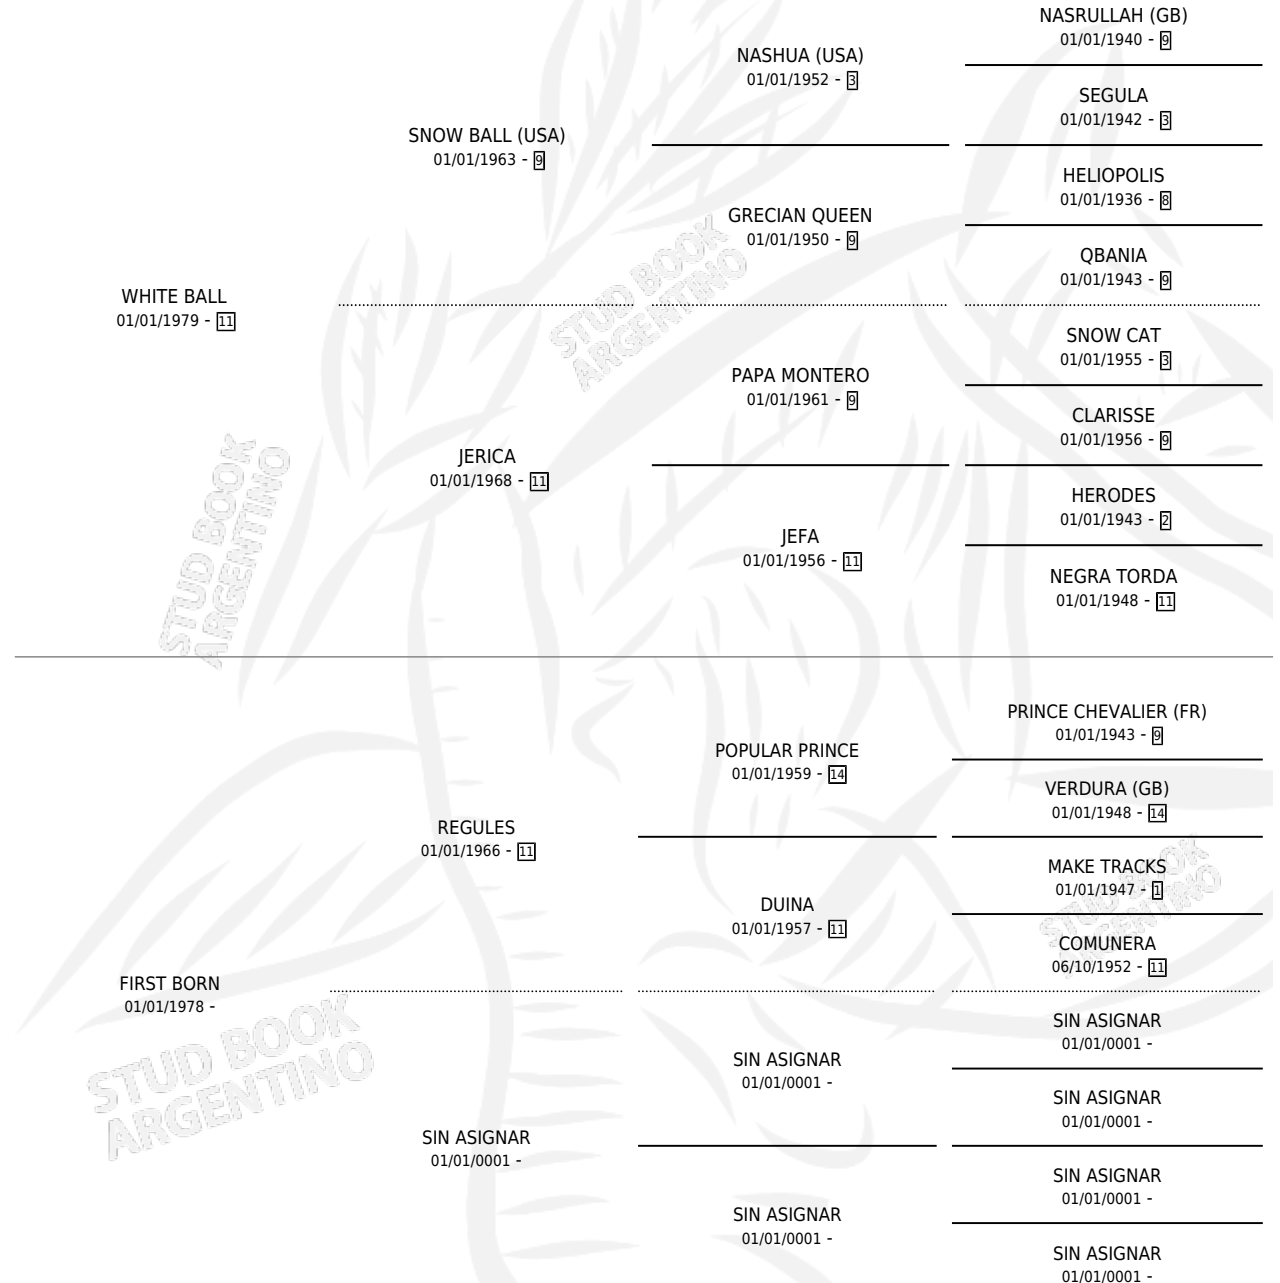 NASRULLAH (GB)
01/01/1940 - 9
NASHUA (USA)
01/01/1952 - 3
SEGULA
01/01/1942 - 3
SNOW BALL (USA)
01/01/1963 - 9
HELIOPOLIS
01/01/1936 - 8
GRECIAN QUEEN
01/01/1950 - 9
QBANIA
01/01/1943 - 9
WHITE BALL
01/01/1979 - 11
SNOW CAT
01/01/1955 - 3
PAPA MONTERO
01/01/1961 - 9
CLARISSE
01/01/1956 - 9
JERICA
01/01/1968 - 11
HERODES
01/01/1943 - 2
JEFA
01/01/1956 - 11
NEGRA TORDA
01/01/1948 - 11
PRINCE CHEVALIER (FR)
01/01/1943 - 9
POPULAR PRINCE
01/01/1959 - 14
VERDURA (GB)
01/01/1948 - 14
REGULES
01/01/1966 - 11
MAKE TRACKS
01/01/1947 - 1
DUINA
01/01/1957 - 11
COMUNERA
06/10/1952 - 11
FIRST BORN
01/01/1978 -
SIN ASIGNAR
01/01/0001 -
SIN ASIGNAR
01/01/0001 -
SIN ASIGNAR
01/01/0001 -
SIN ASIGNAR
01/01/0001 -
SIN ASIGNAR
01/01/0001 -
SIN ASIGNAR
01/01/0001 -
SIN ASIGNAR
01/01/0001 -
STUD BOOK
ARGENTINO
STUD BOOK
ARGENTINO
STUD BOOK
ARGENTINO
STUD BOOK
ARGENTINO